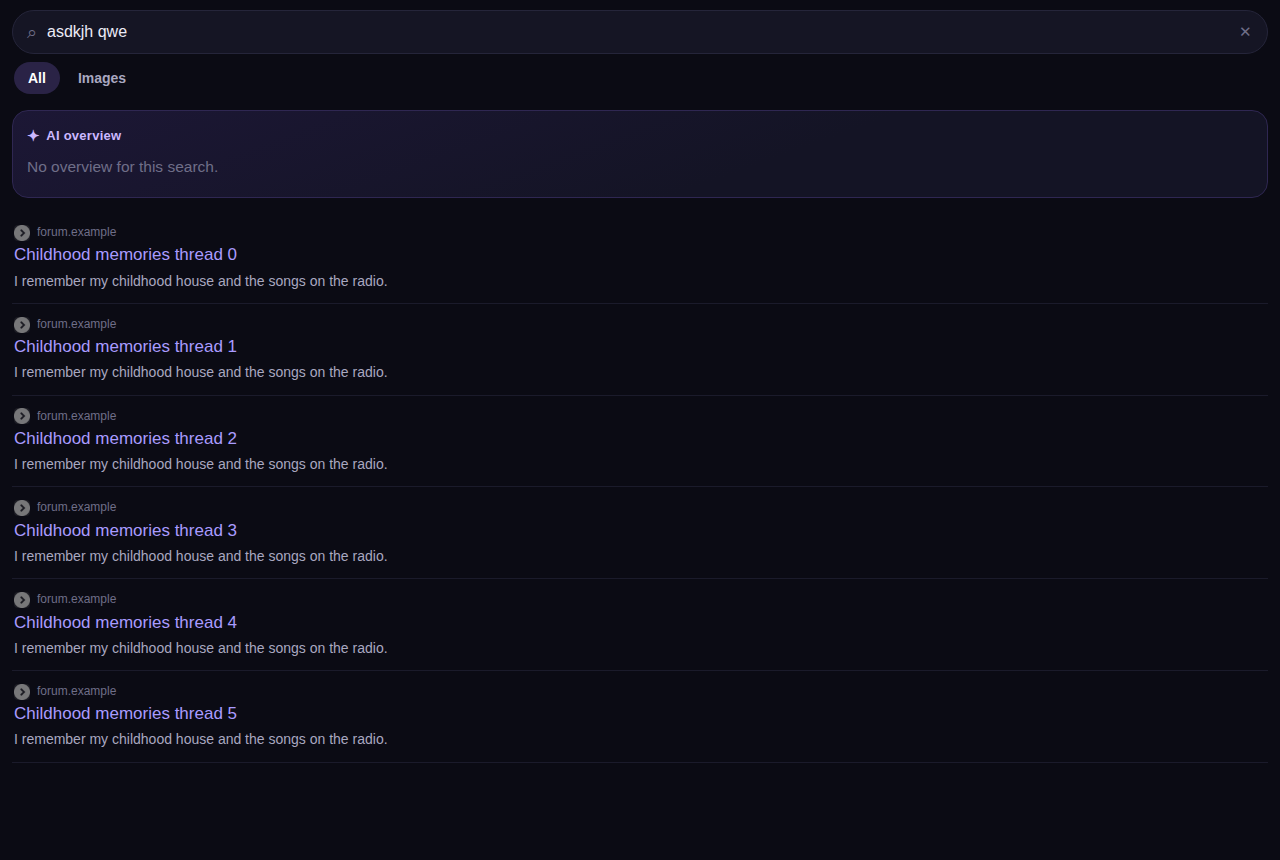 asdkjh qwe
All Images
AI overview
No overview for this search.
forum.example
Childhood memories thread 0
I remember my childhood house and the songs on the radio.
forum.example
Childhood memories thread 1
I remember my childhood house and the songs on the radio.
forum.example
Childhood memories thread 2
I remember my childhood house and the songs on the radio.
forum.example
Childhood memories thread 3
I remember my childhood house and the songs on the radio.
forum.example
Childhood memories thread 4
I remember my childhood house and the songs on the radio.
forum.example
Childhood memories thread 5
I remember my childhood house and the songs on the radio.